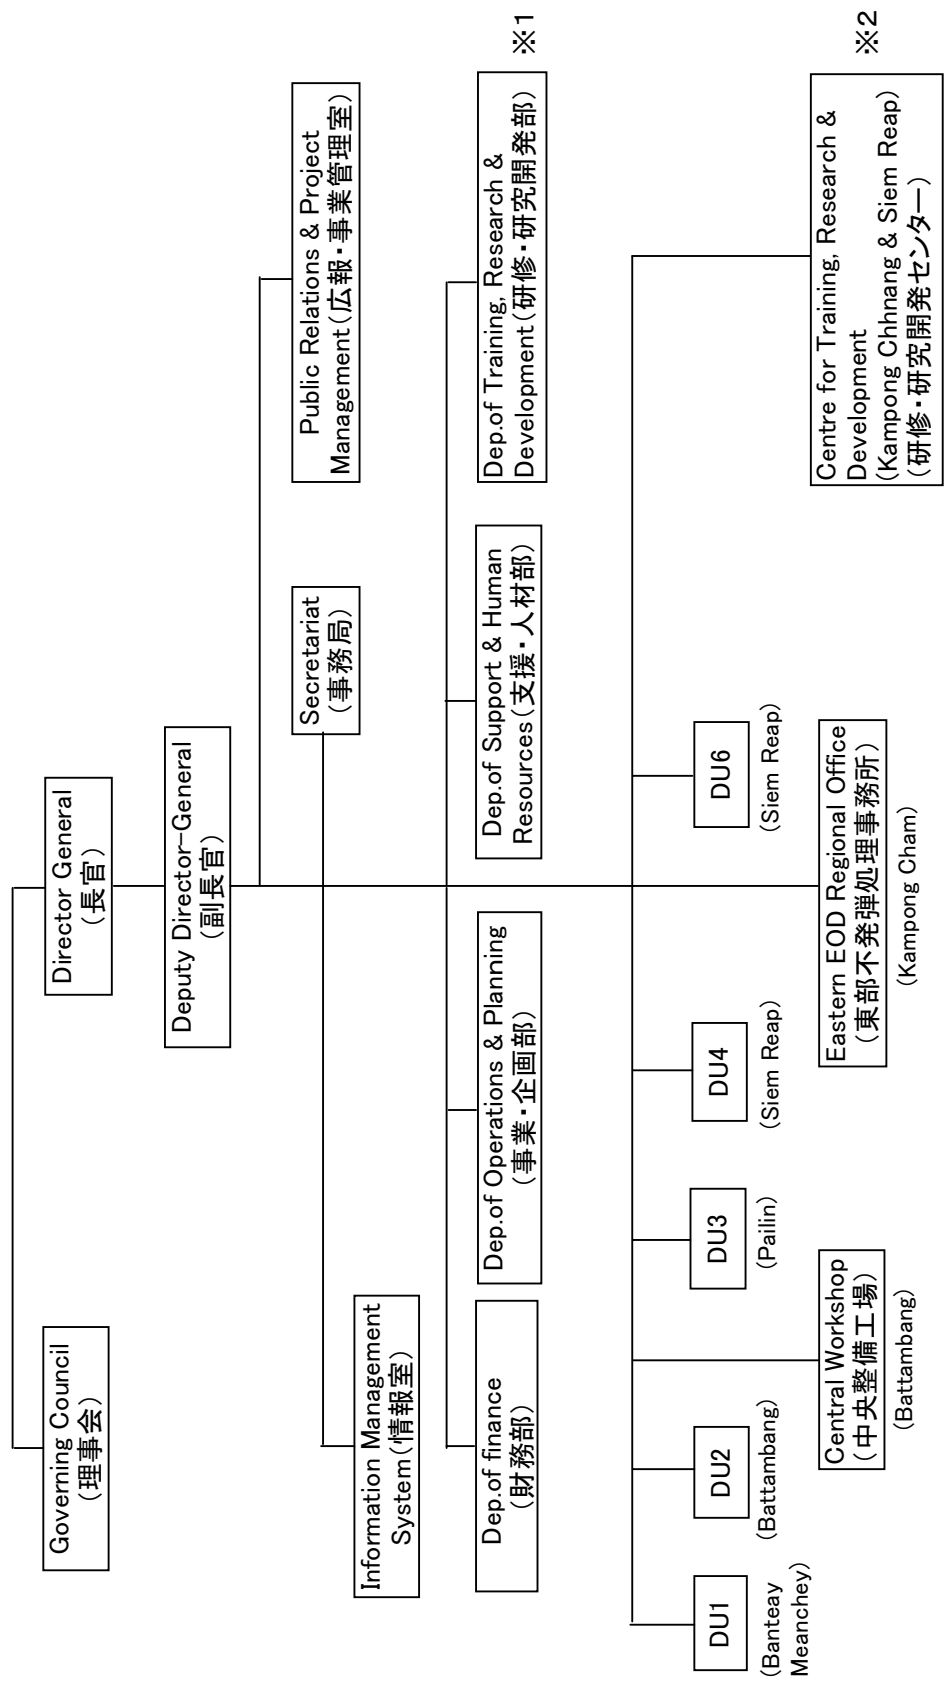 Governing Council
（理事会）
Director General
（長官）
Deputy Director-General
（副長官）
Secretariat
（事務局）
Public Relations & Project
Management（広報・事業管理室）
Information Management
System（情報室）
Dep.of finance
（財務部）
Dep.of Operations & Planning
（事業・企画部）
Dep.of Support & Human
Resources（支援・人材部）
Dep.of Training, Research &
Development（研修・研究開発部）
※1
DU1
(Banteay
Meanchey)
DU2
(Battambang)
DU3
(Pailin)
DU4
(Siem Reap)
DU6
(Siem Reap)
Central Workshop
（中央整備工場）
(Battambang)
Eastern EOD Regional Office
（東部不発弾処理事務所）
(Kampong Cham)
Centre for Training, Research &
Development
(Kampong Chhnang & Siem Reap)
（研修・研究開発センター）
※2